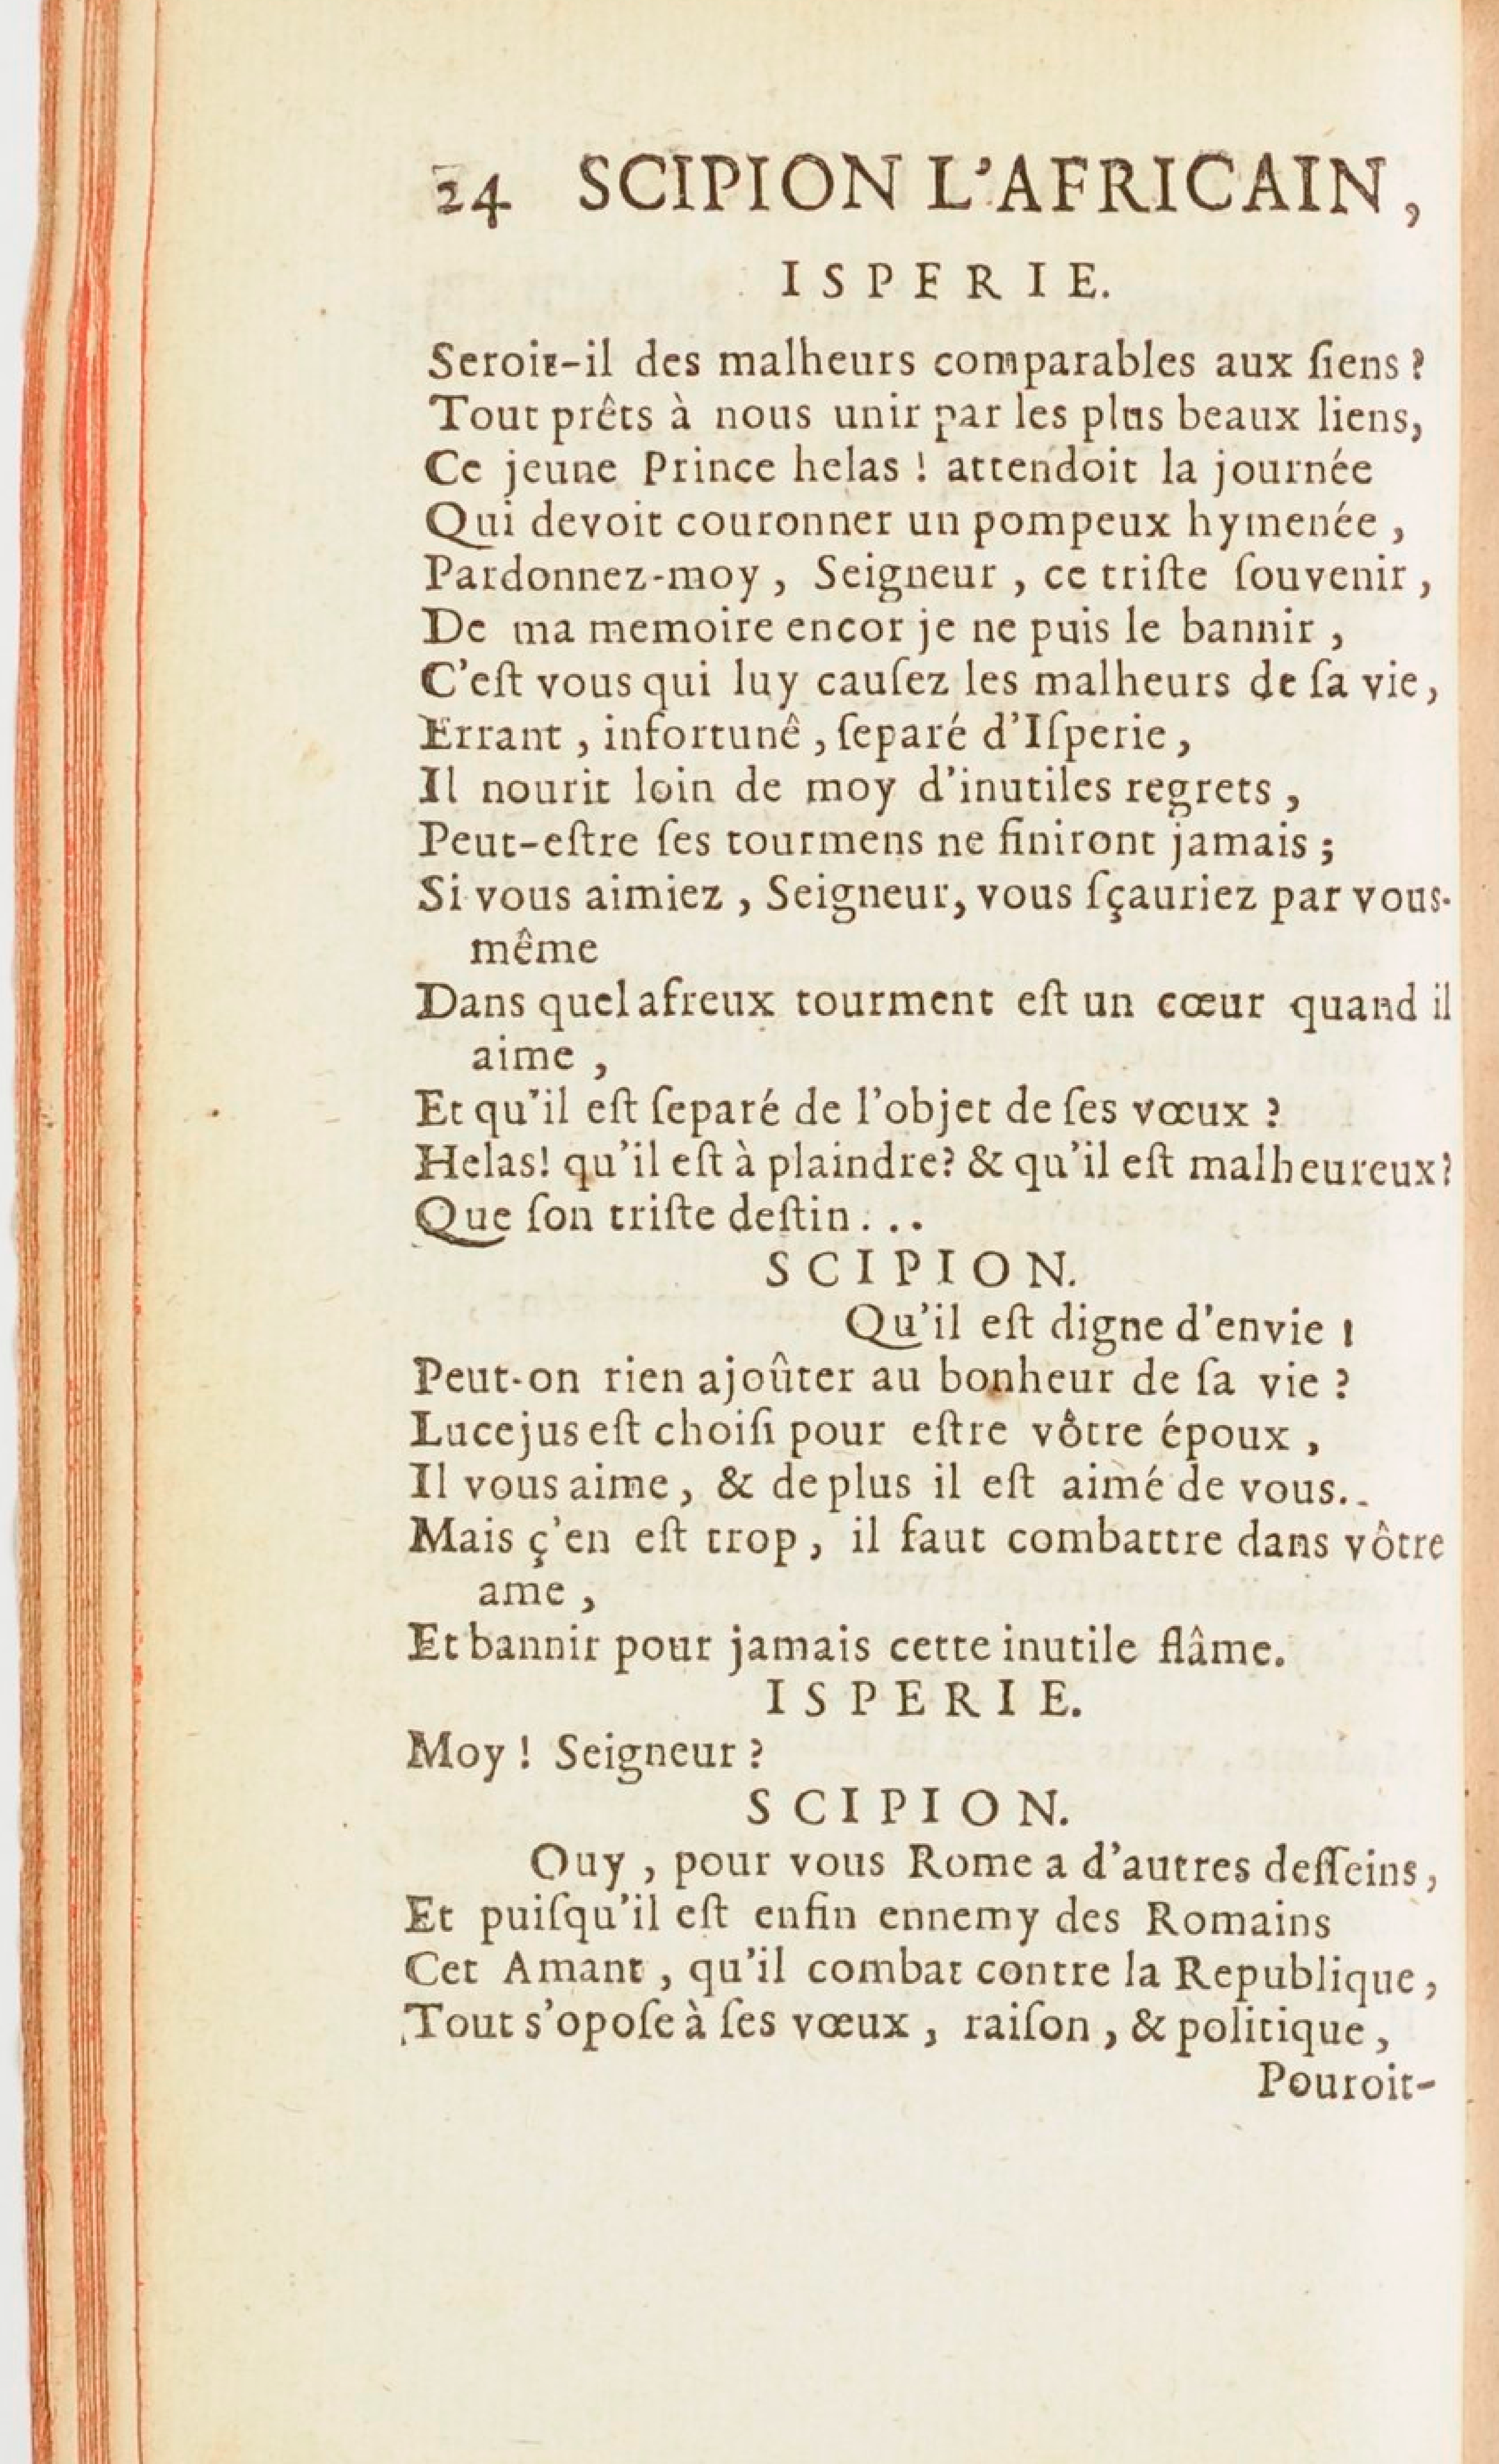 24 SCIPION L'AFRICAIN,
ISPERIE.
Seroit-il des malheurs comparables aux ſiens ?
Tout prêts à nous unir par les plus beaux liens,
Ce jeune Prince helas ! attendoit la journée
Qui devoit couronner un pompeux hymenée ,
Pardonnez-moy , Seigneur , ce triſte ſouvenir ,
De ma memoire encor je ne puis le bannir ,
C'eſt vous qui luy cauſez les malheurs de ſa vie,
Errant , infortunê , ſeparé d'Iſperie ,
Il nourit loin de moy d'inutiles regrets ,
Peut-eſtre ſes tourmens ne finiront jamais ;
Si vous aimiez , Seigneur, vous ſçauriez par vous-
même
Dans quel afreux tourment eſt un cœur quand il
aime ,
Et qu'il eſt ſeparé de l'objet de ſes vœux ?
Helas! qu'il eſt à plaindre? & qu'il eſt malheureux?
Que ſon triſte deſtin...
SCIPION.
Qu'il eſt digne d'envie !
Peut-on rien ajoûter au bonheur de ſa vie ?
Lucejus eſt choiſi pour eſtre vôtre époux ,
Il vous aime , & de plus il eſt aimé de vous..
Mais ç'en eſt trop , il faut combattre dans vôtre
ame ,
Et bannir pour jamais cette inutile flâme.
ISPERIE.
Moy ! Seigneur ?
SCIPION.
Ouy , pour vous Rome a d'autres deſſeins ,
Et puiſqu'il eſt enfin ennemy des Romains
Cet Amant , qu'il combat contre la Republique ,
Tout s'opoſe à ſes vœux , raiſon , & politique ,
Pouroit-